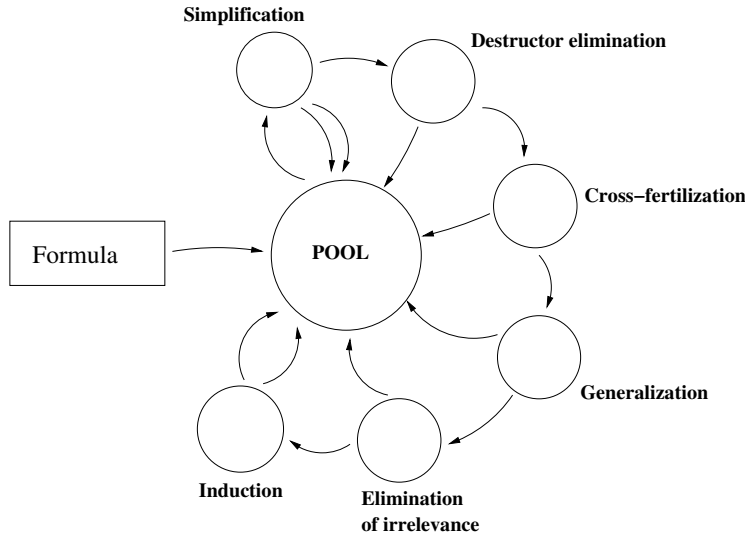 Simplification
Destructor elimination
Cross−fertilization
Formula
POOL
Generalization
Induction
Elimination
of irrelevance